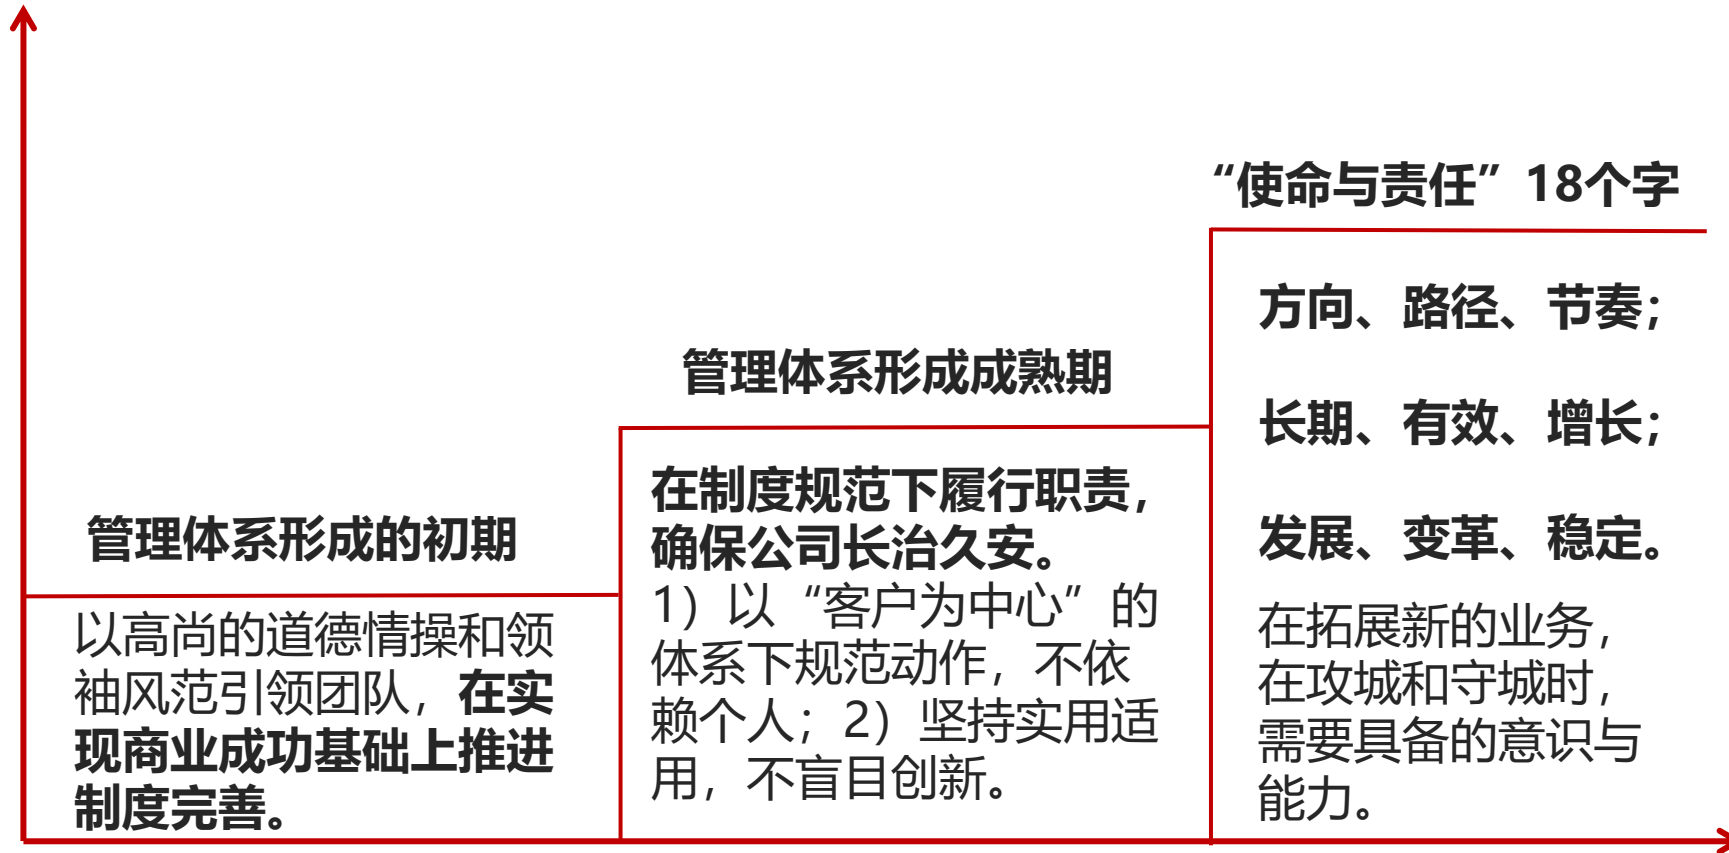 管理体系形成的初期
以高尚的道德情操和领
袖风范引领团队，在实
现商业成功基础上推进
制度完善。
管理体系形成成熟期
在制度规范下履行职责，
确保公司长治久安。
1）以“客户为中心”的
体系下规范动作，不依
赖个人；2）坚持实用适
用，不盲目创新。
“使命与责任”18个字
方向、路径、节奏；
长期、有效、增长；
发展、变革、稳定。
在拓展新的业务，
在攻城和守城时，
需要具备的意识与
能力。